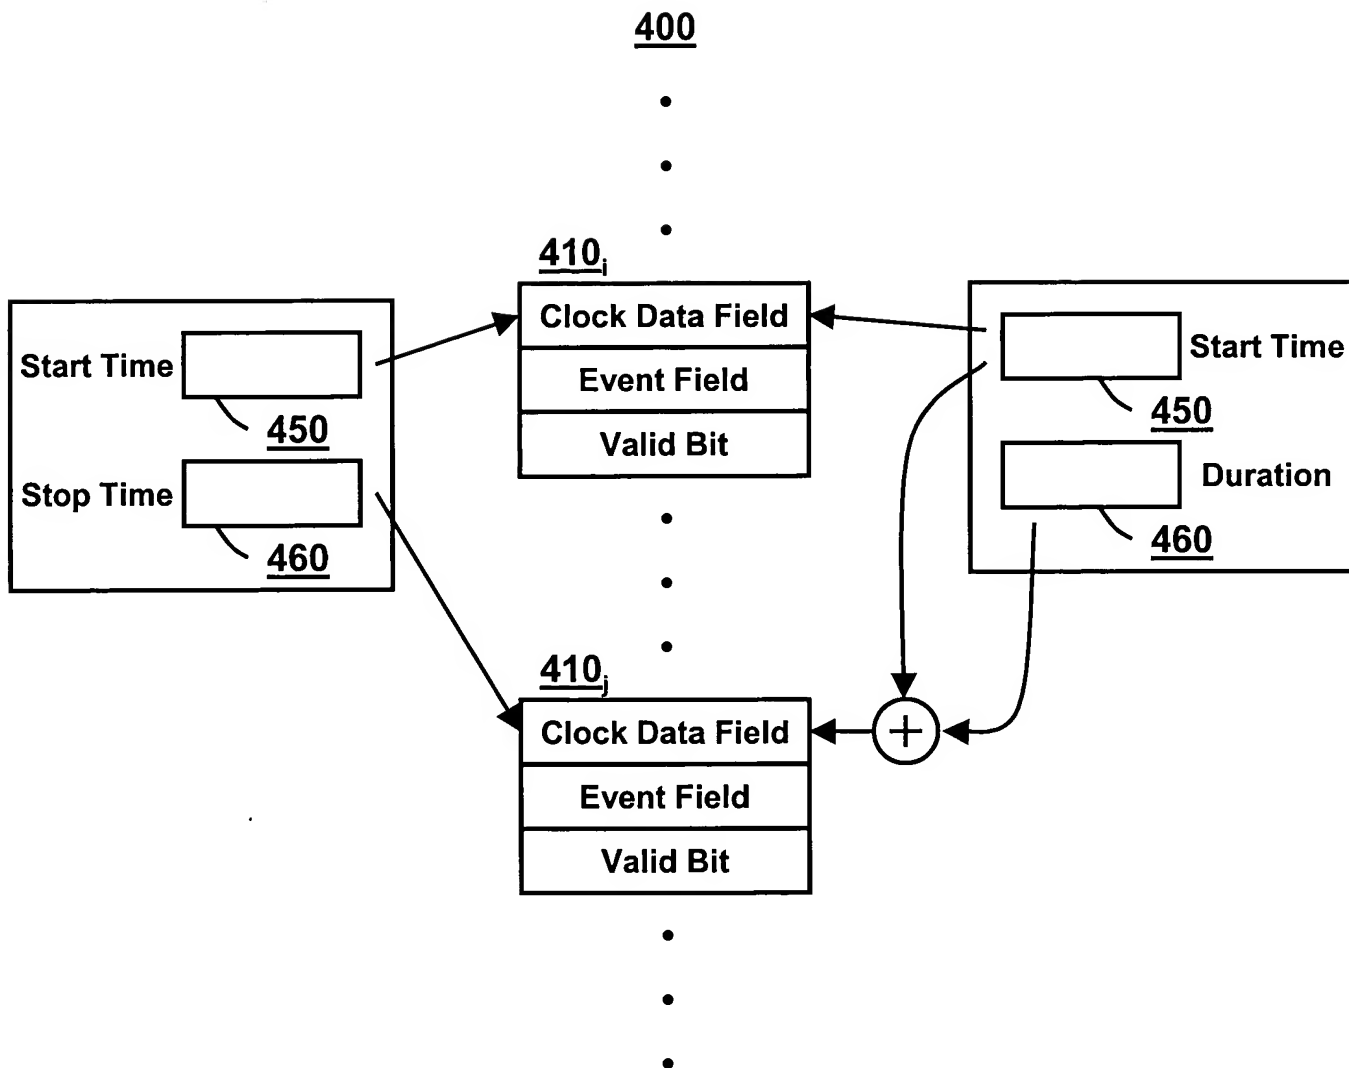 400
410i
Clock Data Field
Event Field
Valid Bit
Start Time
450
Stop Time
460
Start Time
450
Duration
460
410j
Clock Data Field
+
Event Field
Valid Bit